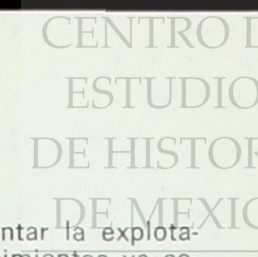 CENTRO D
ESTUDIO
DE HISTOR
DE MEXIC
ntar la explota-